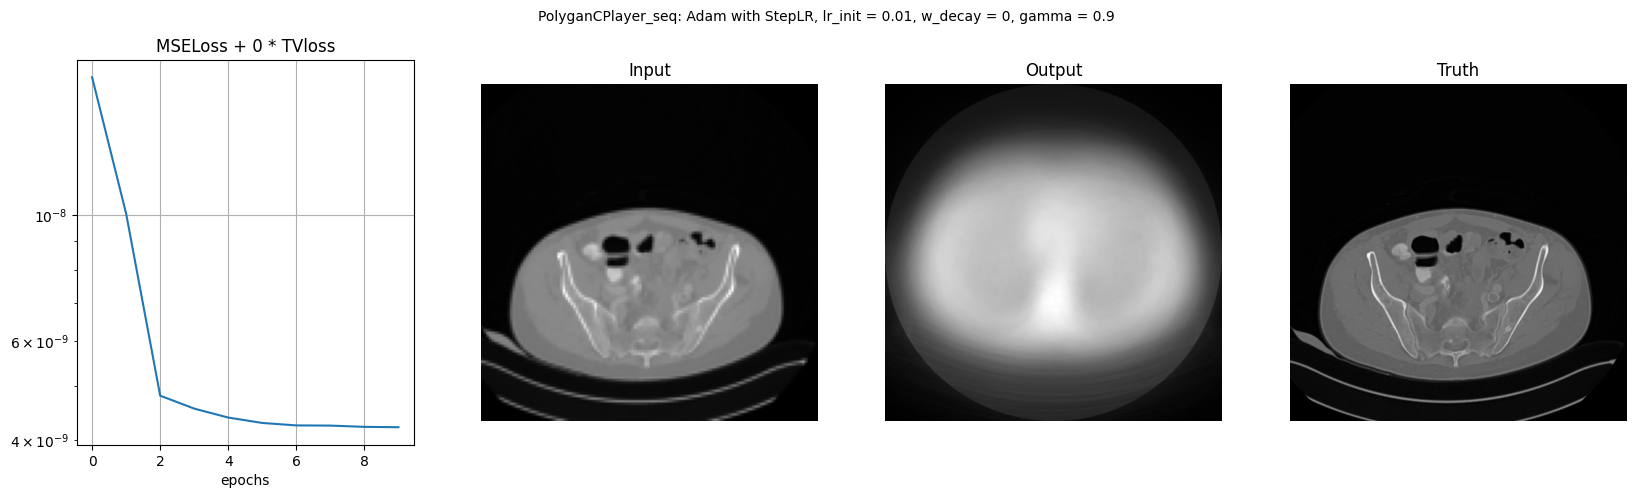 PolyganCPlayer_seq: Adam with StepLR, lr_init = 0.01, w_decay = 0, gamma = 0.9
MSELoss + 0 * TVloss
Input
Output
Truth
10⁻⁸
6 × 10⁻⁹
4 × 10⁻⁹
0 2 4 6 8
epochs